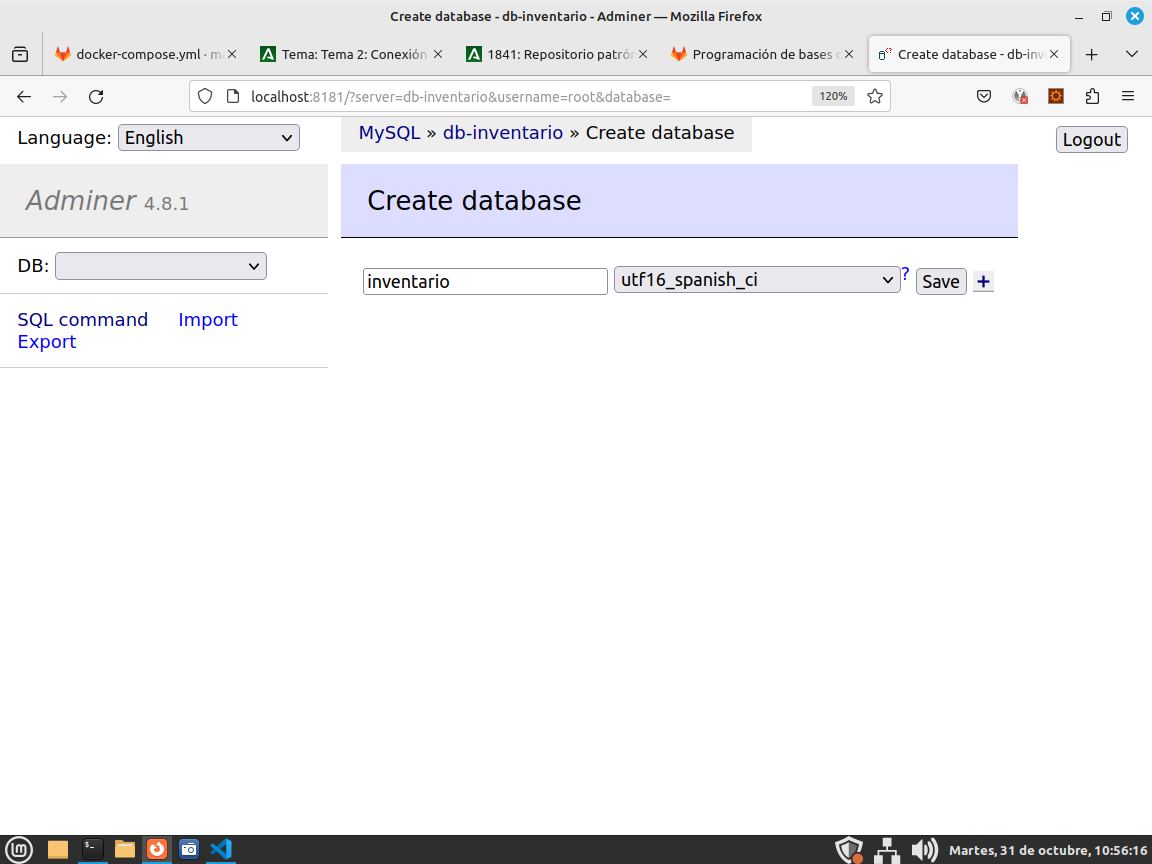 Create database - db-inventario - Adminer — Mozilla Firefox
docker-compose.yml · m
Tema: Tema 2: Conexión
1841: Repositorio patró
Programación de bases
Create database - db-inv
localhost:8181/?server=db-inventario&username=root&database=
120%
Language: English
MySQL » db-inventario » Create database
Logout
Adminer 4.8.1
Create database
DB:
inventario
utf16_spanish_ci
?
Save
+
SQL command Import
Export
Martes, 31 de octubre, 10:56:16